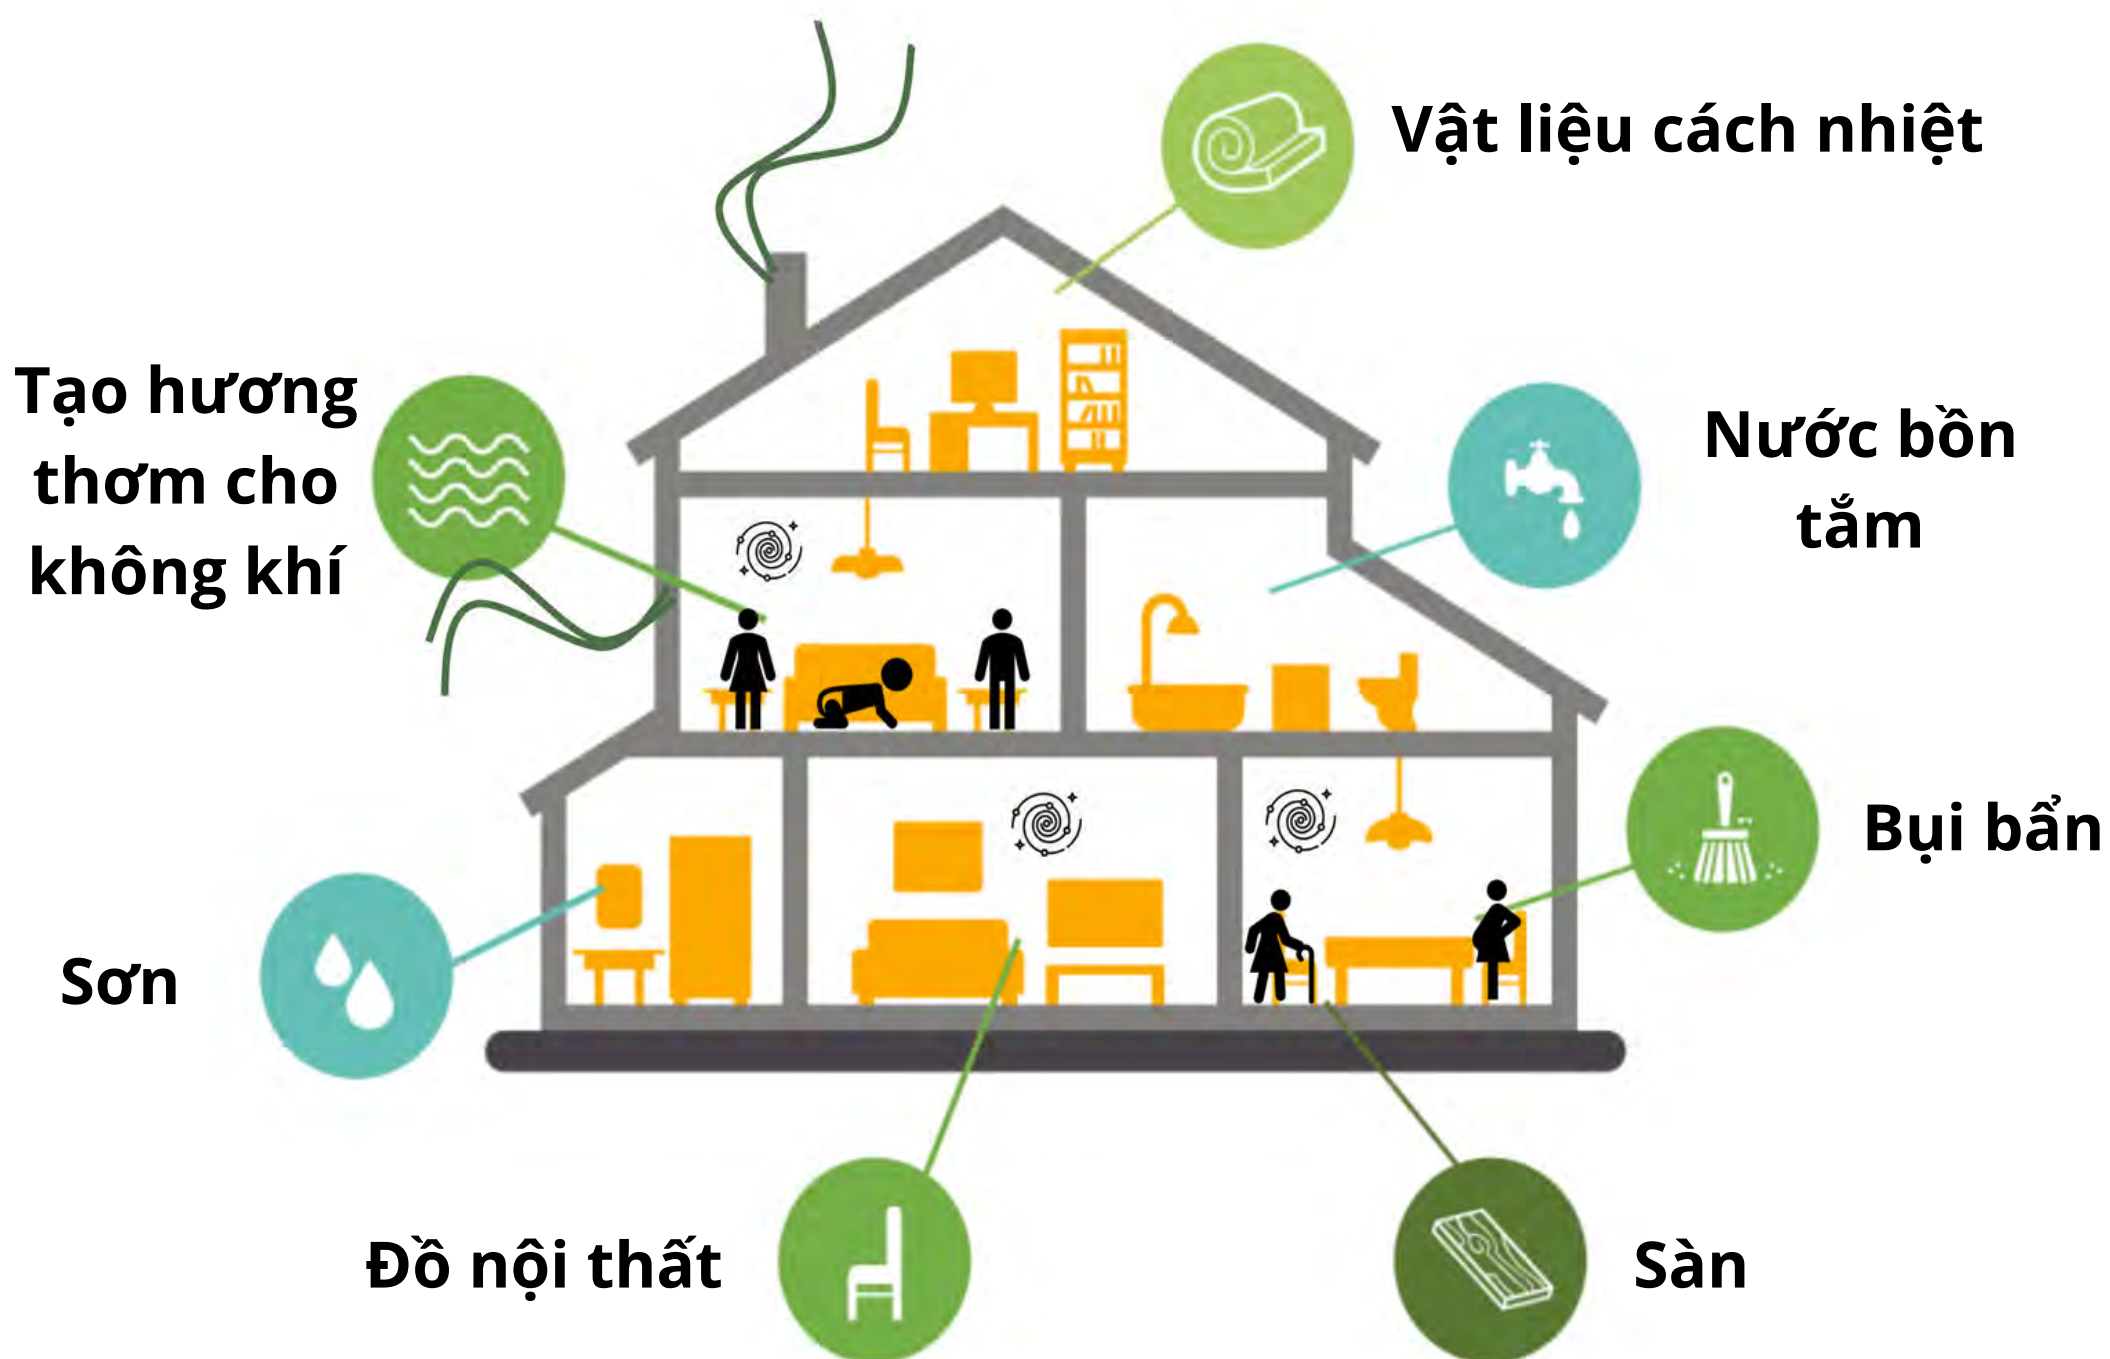 Vật liệu cách nhiệt
Tạo hương
thơm cho
không khí
Nước bồn
tắm
Bụi bẩn
Sơn
Đồ nội thất
Sàn